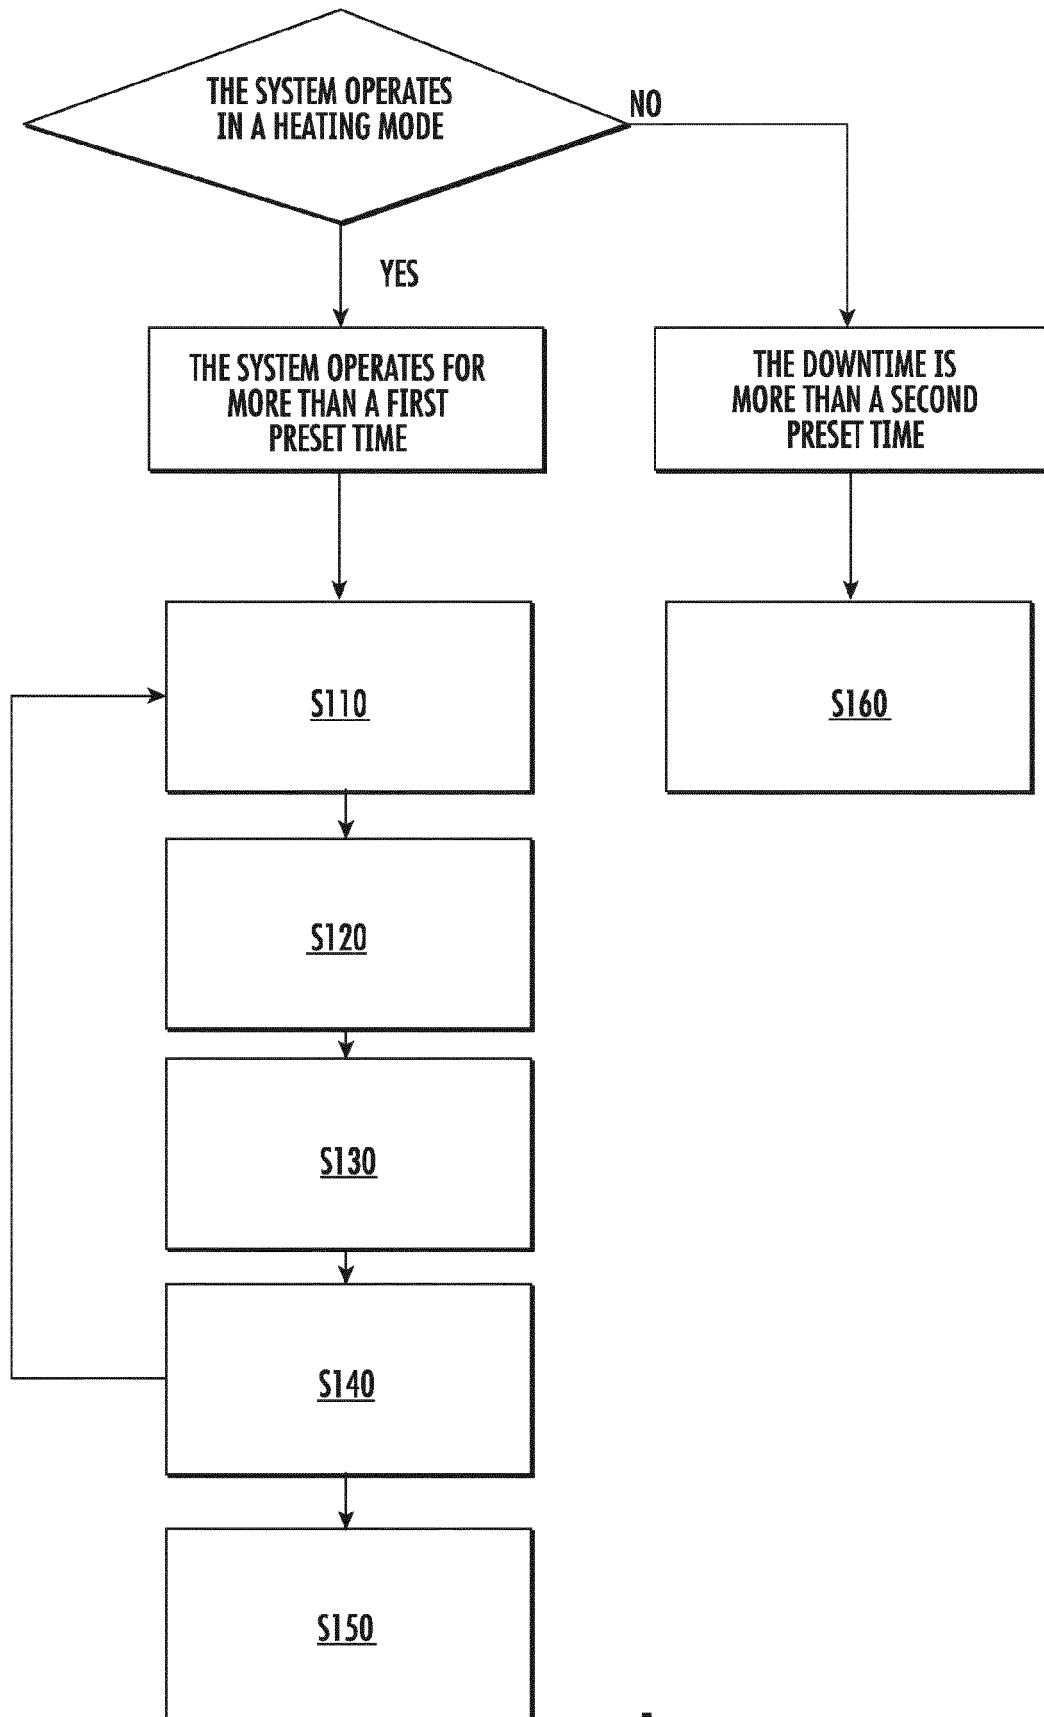 THE SYSTEM OPERATES
IN A HEATING MODE
NO
YES
THE SYSTEM OPERATES FOR
MORE THAN A FIRST
PRESET TIME
THE DOWNTIME IS
MORE THAN A SECOND
PRESET TIME
S110
S160
S120
S130
S140
S150